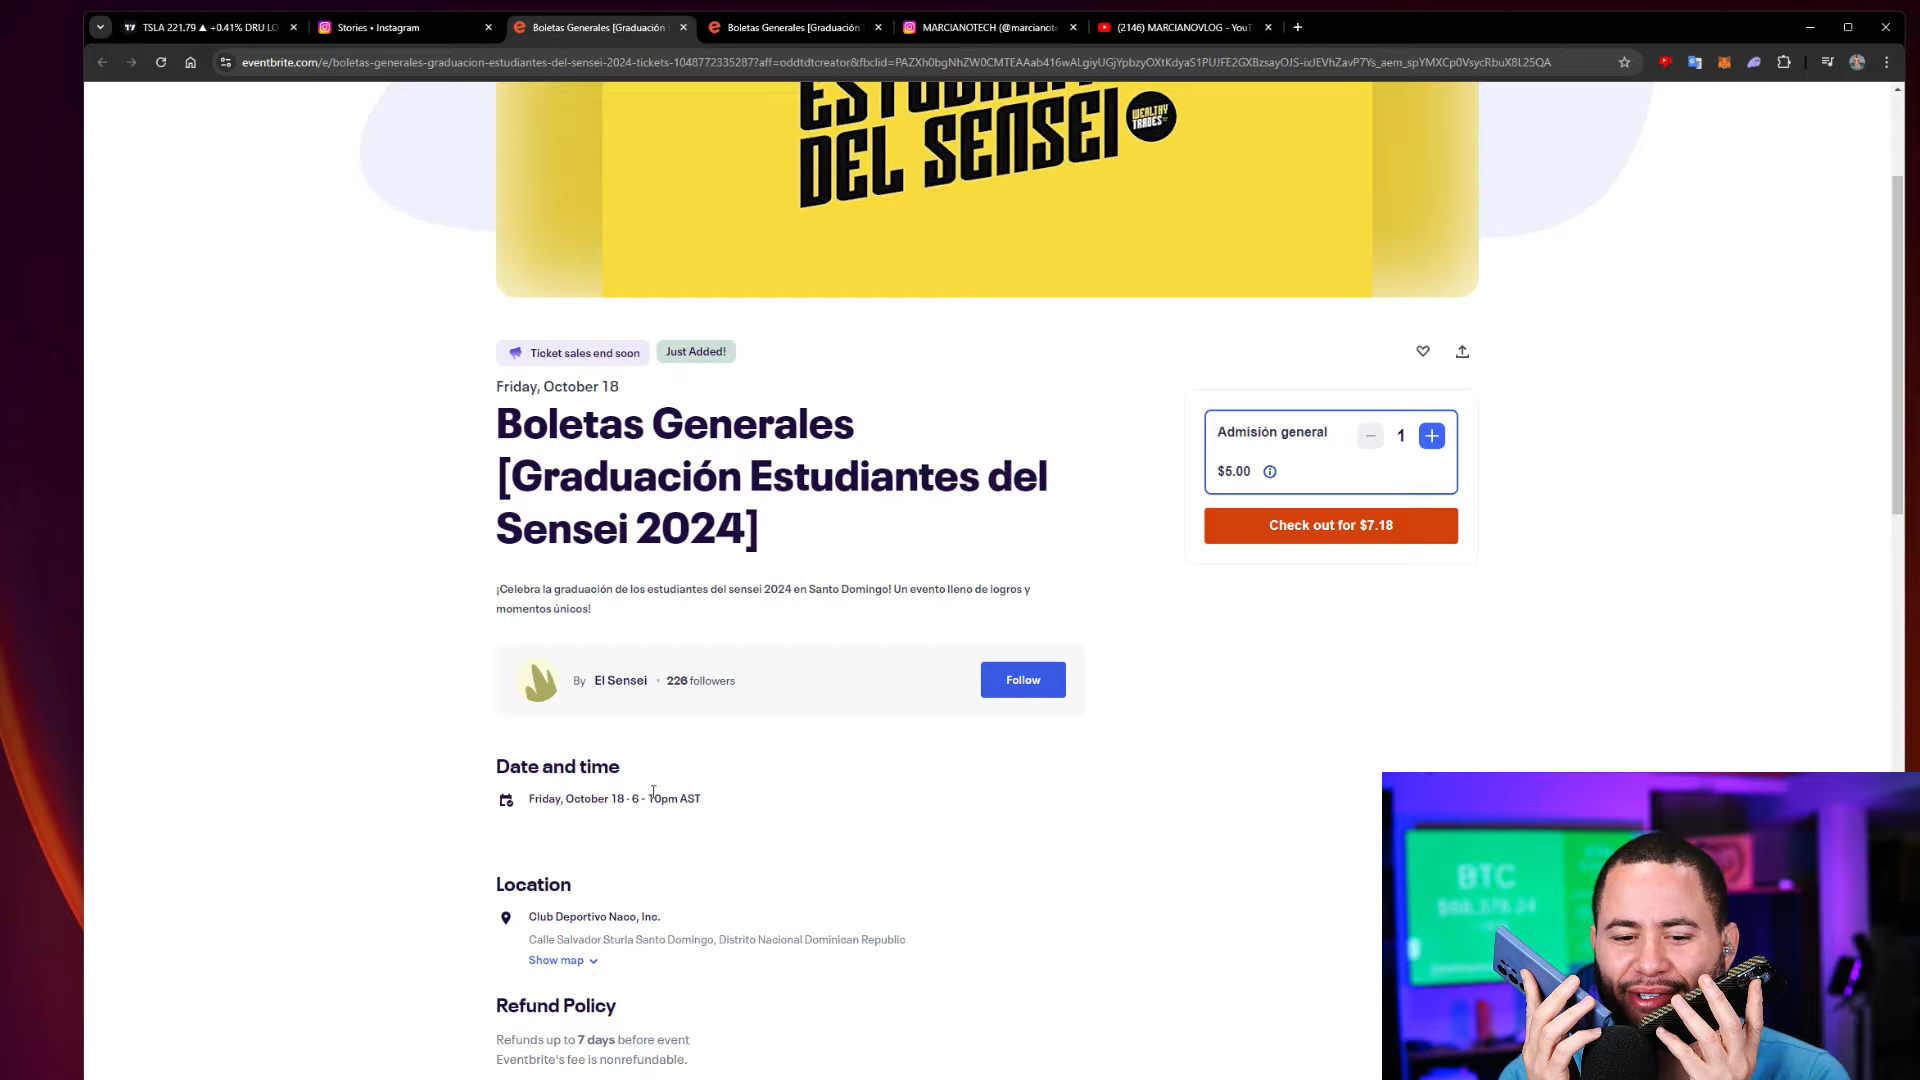 TSLA 221.79 ▲ +0.41% DRU LO
Stories • Instagram
Boletas Generales [Graduación
Boletas Generales [Graduación
MARCIANOTECH (@marcianote
(2146) MARCIANOVLOG - YouT
eventbrite.com/e/boletas-generales-graduacion-estudiantes-del-sensei-2024-tickets-1048772335287?aff=oddtdtcreator&fbclid=PAZXh0bgNhZW0CMTEAAab416wALgiyUGjYpbzyOXtKdyaS1PUJFE2GXBzsayOJS-ixJEVhZavP7Ys_aem_spYMXCp0VsycRbuX8L25QA
ESTUDIANT
DEL SENSEI
WEALTHY
TRADES
Ticket sales end soon
Just Added!
Friday, October 18
Boletas Generales
[Graduación Estudiantes del
Sensei 2024]
Admisión general
1
$5.00
Check out for $7.18
¡Celebra la graduación de los estudiantes del sensei 2024 en Santo Domingo! Un evento lleno de logros y
momentos únicos!
By El Sensei • 226 followers
Follow
Date and time
Friday, October 18 · 6 - 10pm AST
Location
Club Deportivo Naco, Inc.
Calle Salvador Sturla Santo Domingo, Distrito Nacional Dominican Republic
Show map
Refund Policy
Refunds up to 7 days before event
Eventbrite's fee is nonrefundable.
BTC